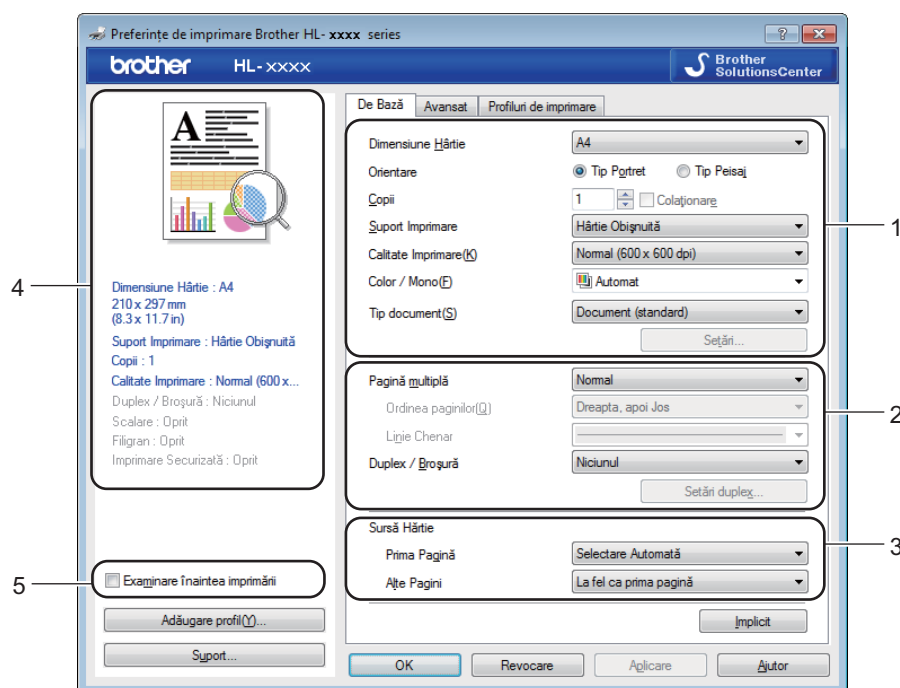 Preferințe de imprimare Brother HL- xxxx series
brother HL-xxxx
Brother
SolutionsCenter
De Bază Avansat Profiluri de imprimare
A
Dimensiune Hârtie : A4
210 x 297 mm
(8.3 x 11.7 in)
Suport Imprimare : Hârtie Obișnuită
Copii : 1
Calitate Imprimare : Normal (600 x...
Duplex / Broșură : Niciunul
Scalare : Oprit
Filigran : Oprit
Imprimare Securizată : Oprit
4
Examinare înaintea imprimării
5
Adăugare profil(Y)...
Suport...
Dimensiune Hârtie A4
Orientare Tip Portret Tip Peisaj
Copii 1 Colaționare
Suport Imprimare Hârtie Obișnuită
1
Calitate Imprimare(K) Normal (600 x 600 dpi)
Color / Mono(F) Automat
Tip document(S) Document (standard)
Setări...
Pagină multiplă Normal
Ordinea paginilor(Q) Dreapta, apoi Jos
2
Linie Chenar
Duplex / Broșură Niciunul
Setări duplex...
Sursă Hârtie
Prima Pagină Selectare Automată
3
Alte Pagini La fel ca prima pagină
Implicit
OK Revocare Aplicare Ajutor